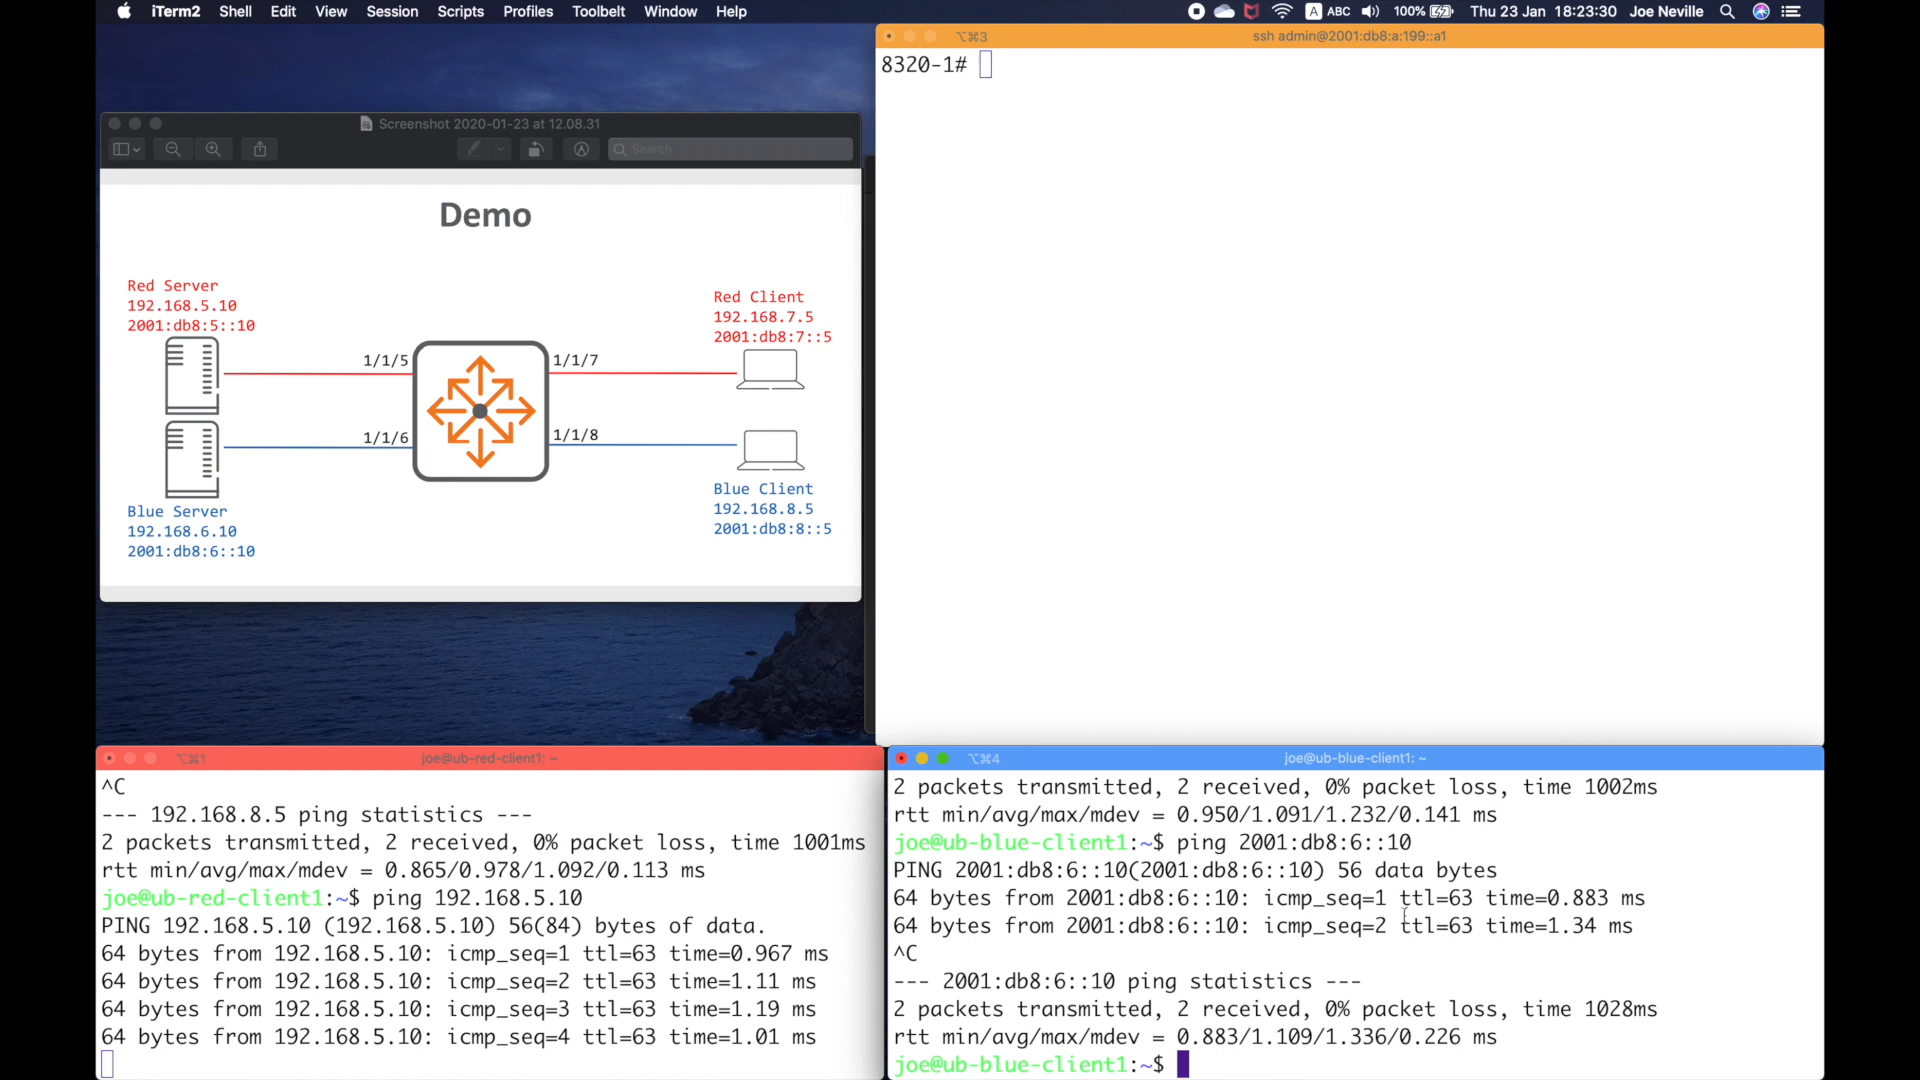 iTerm2 Shell Edit View Session Scripts Profiles Toolbelt Window Help
A ABC 100% Thu 23 Jan 18:23:30 Joe Neville
⌥⌘3 ssh admin@2001:db8:a:199::a1
8320-1#
Screenshot 2020-01-23 at 12.08.31
Search
Demo
Red Server
192.168.5.10
2001:db8:5::10
Red Client
192.168.7.5
2001:db8:7::5
1/1/5
1/1/7
1/1/6
1/1/8
Blue Server
192.168.6.10
2001:db8:6::10
Blue Client
192.168.8.5
2001:db8:8::5
⌥⌘1 joe@ub-red-client1: ~
^C
--- 192.168.8.5 ping statistics ---
2 packets transmitted, 2 received, 0% packet loss, time 1001ms
rtt min/avg/max/mdev = 0.865/0.978/1.092/0.113 ms
joe@ub-red-client1:~$ ping 192.168.5.10
PING 192.168.5.10 (192.168.5.10) 56(84) bytes of data.
64 bytes from 192.168.5.10: icmp_seq=1 ttl=63 time=0.967 ms
64 bytes from 192.168.5.10: icmp_seq=2 ttl=63 time=1.11 ms
64 bytes from 192.168.5.10: icmp_seq=3 ttl=63 time=1.19 ms
64 bytes from 192.168.5.10: icmp_seq=4 ttl=63 time=1.01 ms
⌥⌘4 joe@ub-blue-client1: ~
2 packets transmitted, 2 received, 0% packet loss, time 1002ms
rtt min/avg/max/mdev = 0.950/1.091/1.232/0.141 ms
joe@ub-blue-client1:~$ ping 2001:db8:6::10
PING 2001:db8:6::10(2001:db8:6::10) 56 data bytes
64 bytes from 2001:db8:6::10: icmp_seq=1 ttl=63 time=0.883 ms
64 bytes from 2001:db8:6::10: icmp_seq=2 ttl=63 time=1.34 ms
^C
--- 2001:db8:6::10 ping statistics ---
2 packets transmitted, 2 received, 0% packet loss, time 1028ms
rtt min/avg/max/mdev = 0.883/1.109/1.336/0.226 ms
joe@ub-blue-client1:~$